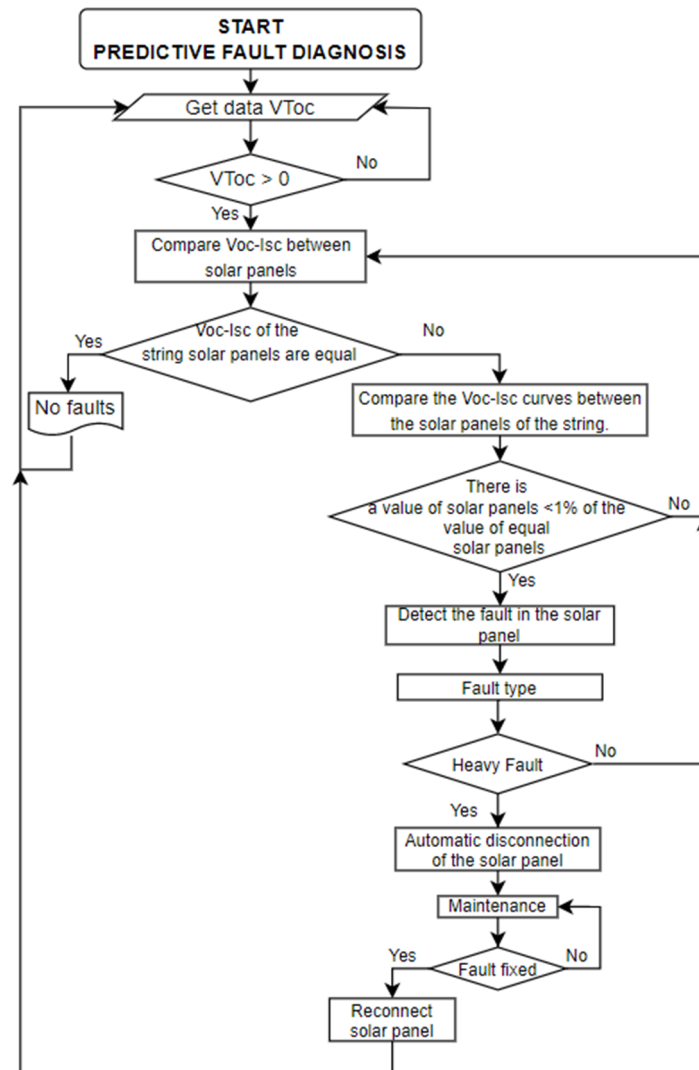 START
PREDICTIVE FAULT DIAGNOSIS
Get data VToc
No
VToc > 0
Yes
Compare Voc-Isc between
solar panels
Yes
Voc-Isc of the
string solar panels are equal
No
No faults
Compare the Voc-Isc curves between
the solar panels of the string.
There is
a value of solar panels <1% of the
value of equal
solar panels
No
Yes
Detect the fault in the solar
panel
Fault type
Heavy Fault
No
Yes
Automatic disconnection
of the solar panel
Maintenance
Yes
Fault fixed
No
Reconnect
solar panel